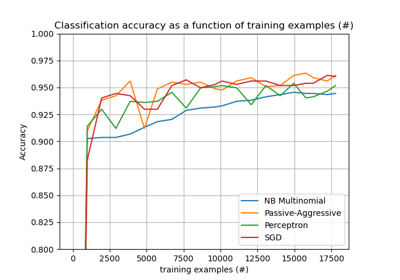 Classification accuracy as a function of training examples (#)
1.000
0.975
0.950
0.925
0.900
0.875
0.850
0.825
0.800
Accuracy
NB Multinomial
Passive-Aggressive
Perceptron
SGD
0 2500 5000 7500 10000 12500 15000 17500
training examples (#)